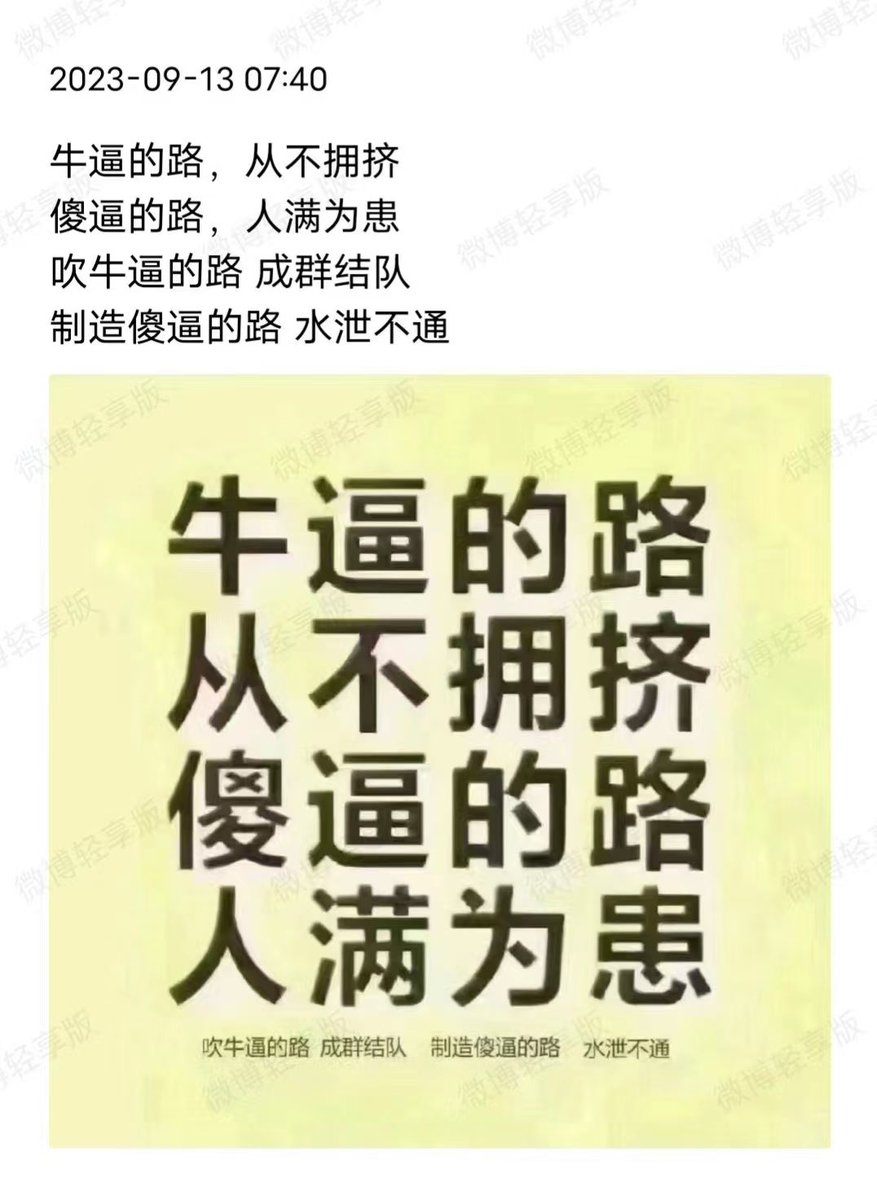 2023-09-13 07:40
牛逼的路，从不拥挤
傻逼的路，人满为患
吹牛逼的路 成群结队
制造傻逼的路 水泄不通
牛逼的路
从不拥挤
傻逼的路
人满为患
吹牛逼的路 成群结队 制造傻逼的路 水泄不通
微博轻享版